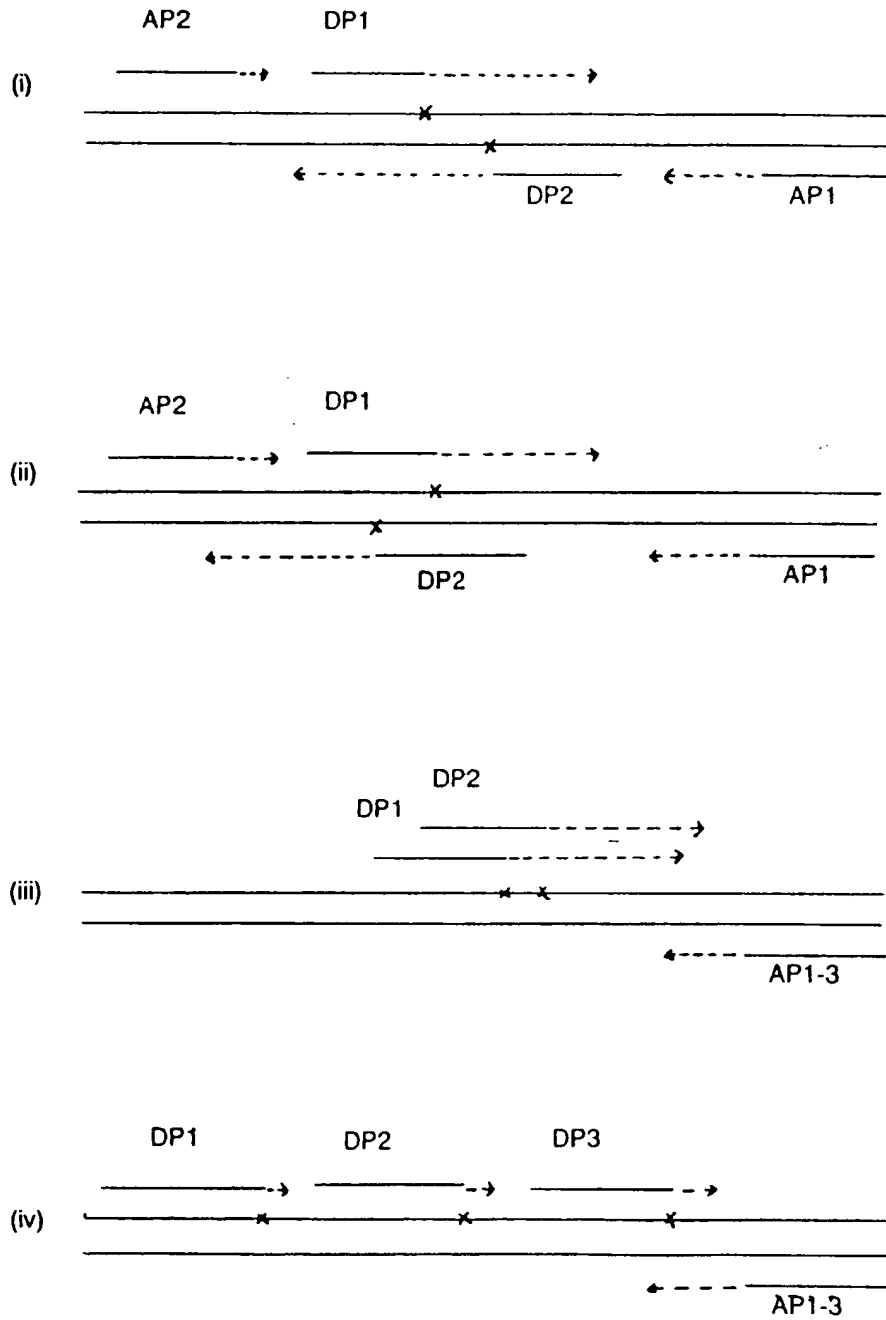 AP2 DP1
(i)
DP2 AP1
AP2 DP1
(ii)
DP2 AP1
DP2
DP1
(iii)
AP1-3
DP1 DP2 DP3
(iv)
AP1-3